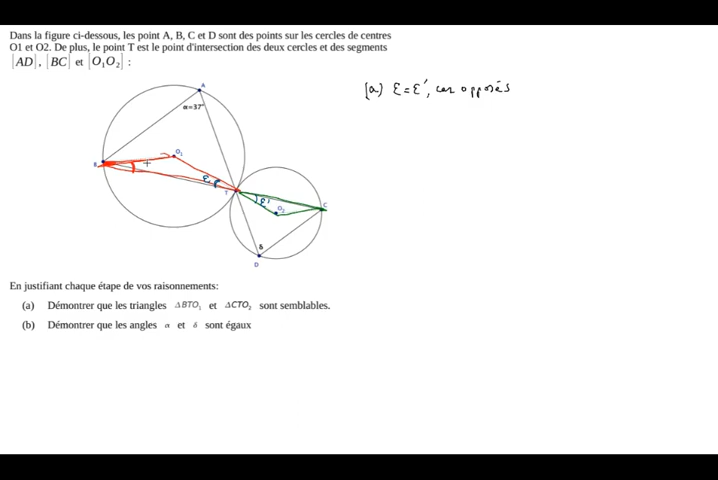 Dans la figure ci-dessous, les point A, B, C et D sont des points sur les cercles de centres
O1 et O2. De plus, le point T est le point d'intersection des deux cercles et des segments
[AD], [BC] et [O₁O₂] :
(a) ε = ε', car opposés
A
α=37°
O₁
B
ε
T
ε'
O₂
C
δ
D
En justifiant chaque étape de vos raisonnements:
(a) Démontrer que les triangles ΔBTO₁ et ΔCTO₂ sont semblables.
(b) Démontrer que les angles α et δ sont égaux